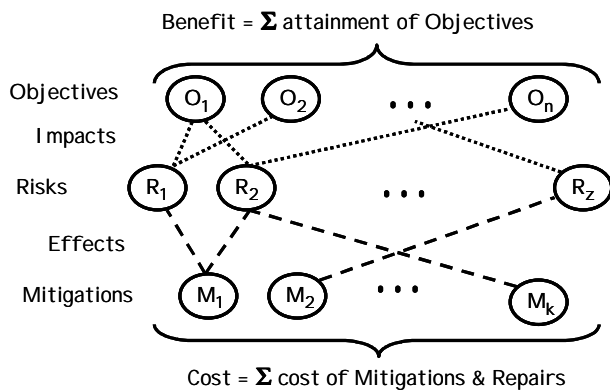 Benefit = Σ attainment of Objectives
Objectives O1 O2 ... On
Impacts
Risks R1 R2 ... Rz
Effects
Mitigations M1 M2 ... Mk
Cost = Σ cost of Mitigations & Repairs